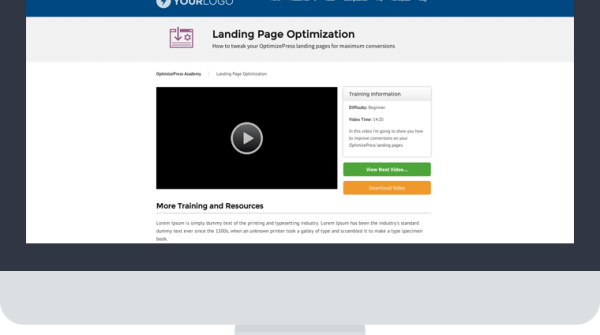 YOURLOGO
Landing Page Optimization
How to tweak your OptimizePress landing pages for maximum conversions
OptimizePress Academy
Landing Page Optimization
Training Information
Difficulty: Beginner
Video Time: 14:20
In this video I'm going to show you how
to improve conversions on your
OptimizePress landing pages
View Next Video...
Download Video
More Training and Resources
Lorem Ipsum is simply dummy text of the printing and typesetting industry. Lorem Ipsum has been the industry's standard
dummy text ever since the 1500s, when an unknown printer took a galley of type and scrambled it to make a type specimen
book.